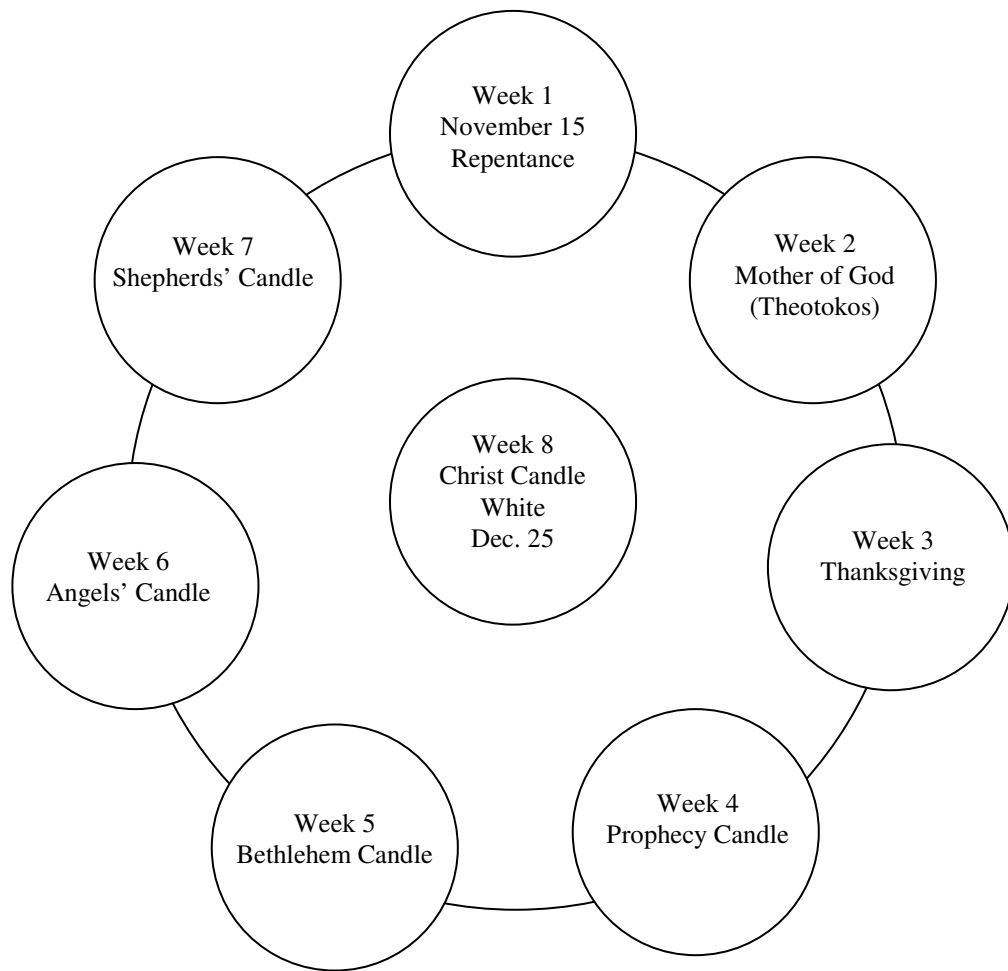 Week 1
November 15
Repentance
Week 2
Mother of God
(Theotokos)
Week 3
Thanksgiving
Week 4
Prophecy Candle
Week 5
Bethlehem Candle
Week 6
Angels’ Candle
Week 7
Shepherds’ Candle
Week 8
Christ Candle
White
Dec. 25